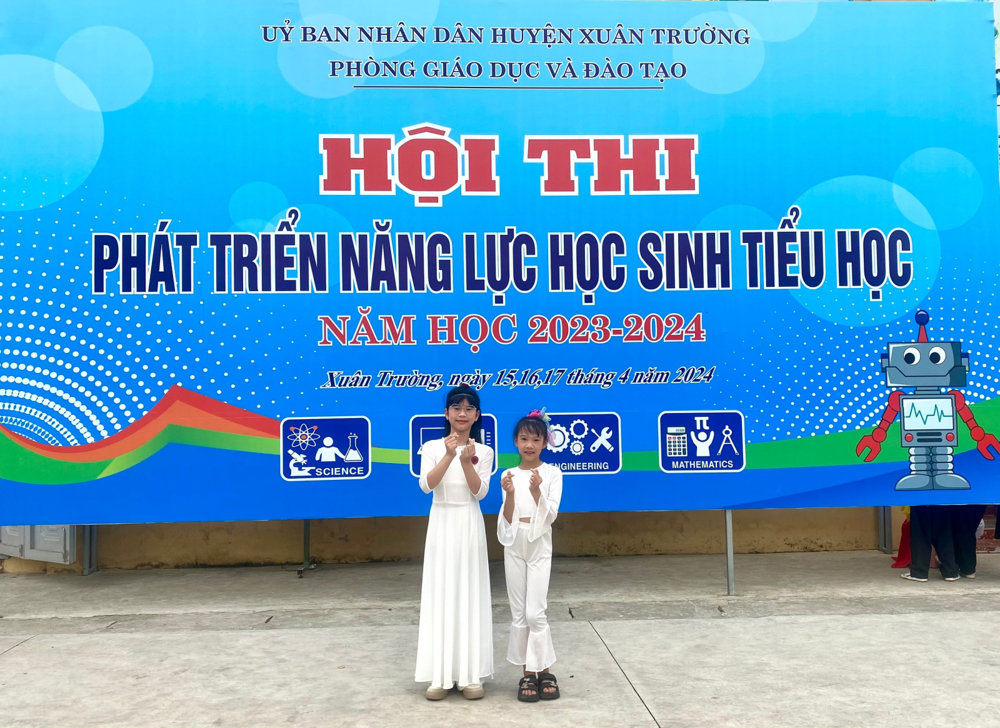 UỶ BAN NHÂN DÂN HUYỆN XUÂN TRƯỜNG
PHÒNG GIÁO DỤC VÀ ĐÀO TẠO
HỘI THI
PHÁT TRIỂN NĂNG LỰC HỌC SINH TIỂU HỌC
NĂM HỌC 2023-2024
Xuân Trường, ngày 15,16,17 tháng 4 năm 2024
SCIENCE
ENGINEERING
π
MATHEMATICS